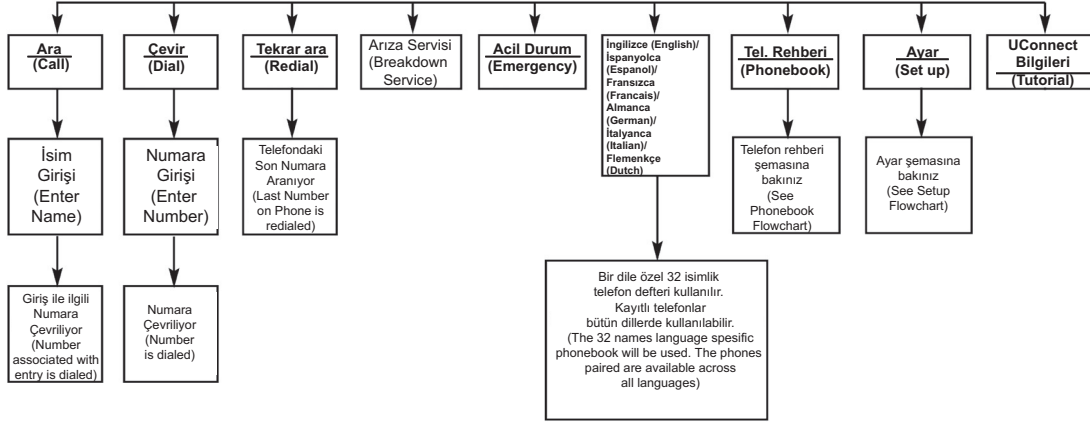 Ara
(Call)
Çevir
(Dial)
Tekrar ara
(Redial)
Arıza Servisi
(Breakdown
Service)
Acil Durum
(Emergency)
İngilizce (English)/
İspanyolca
(Espanol)/
Fransızca
(Francais)/
Almanca
(German)/
İtalyanca
(Italian)/
Flemenkçe
(Dutch)
Tel. Rehberi
(Phonebook)
Ayar
(Set up)
UConnect
Bilgileri
(Tutorial)
İsim
Girişi
(Enter
Name)
Numara
Girişi
(Enter
Number)
Telefondaki
Son Numara
Aranıyor
(Last Number
on Phone is
redialed)
Telefon rehberi
şemasına
bakınız
(See
Phonebook
Flowchart)
Ayar şemasına
bakınız
(See Setup
Flowchart)
Giriş ile ilgili
Numara
Çevriliyor
(Number
associated with
entry is dialed)
Numara
Çevriliyor
(Number
is dialed)
Bir dile özel 32 isimlik
telefon defteri kullanılır.
Kayıtlı telefonlar
bütün dillerde kullanılabilir.
(The 32 names language spesific
phonebook will be used. The phones
paired are available across
all languages)